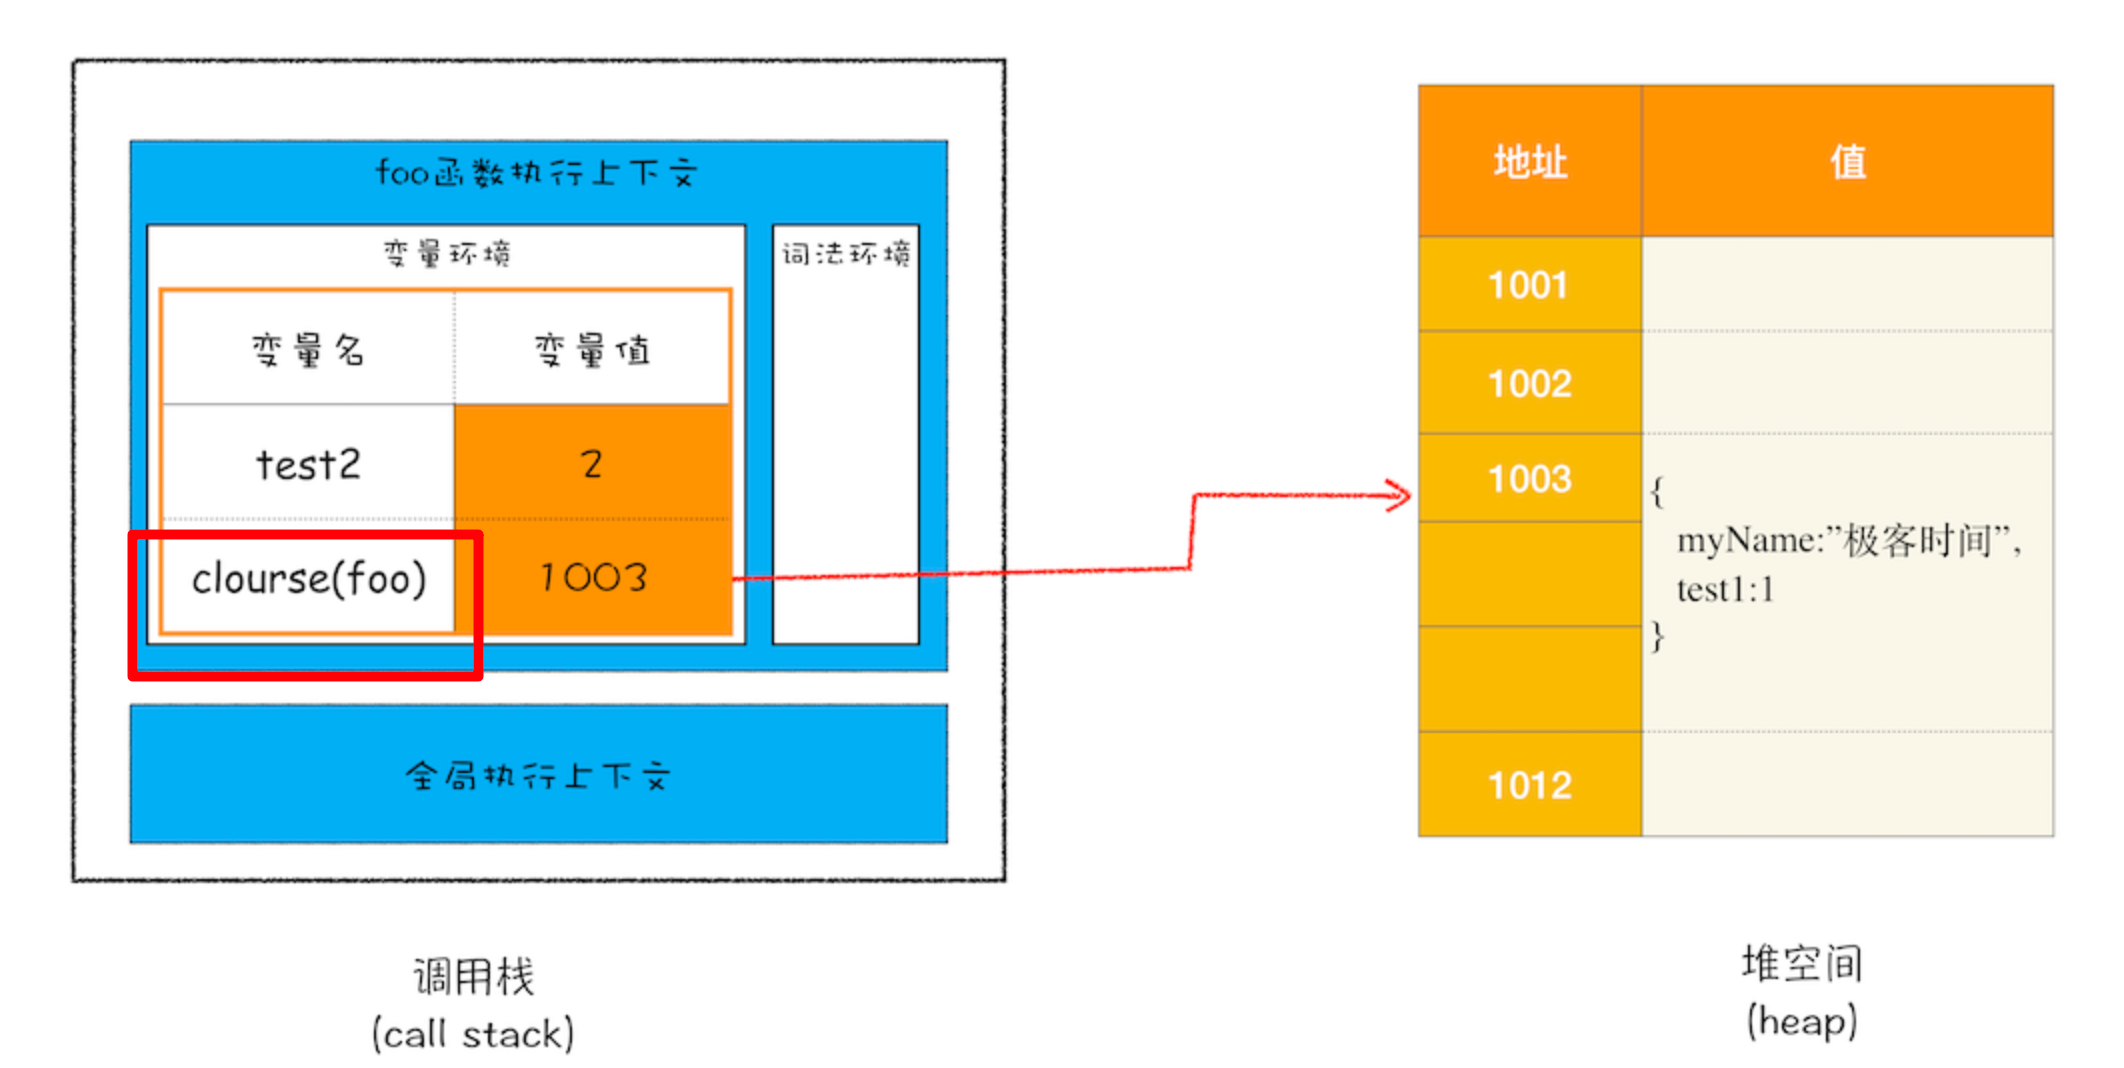 foo函数执行上下文
变量环境
词法环境
变量名 变量值
test2 2
clourse(foo) 1003
全局执行上下文
调用栈
(call stack)
地址 值
1001
1002
1003
{
myName:”极客时间”,
test1:1
}
1012
堆空间
(heap)